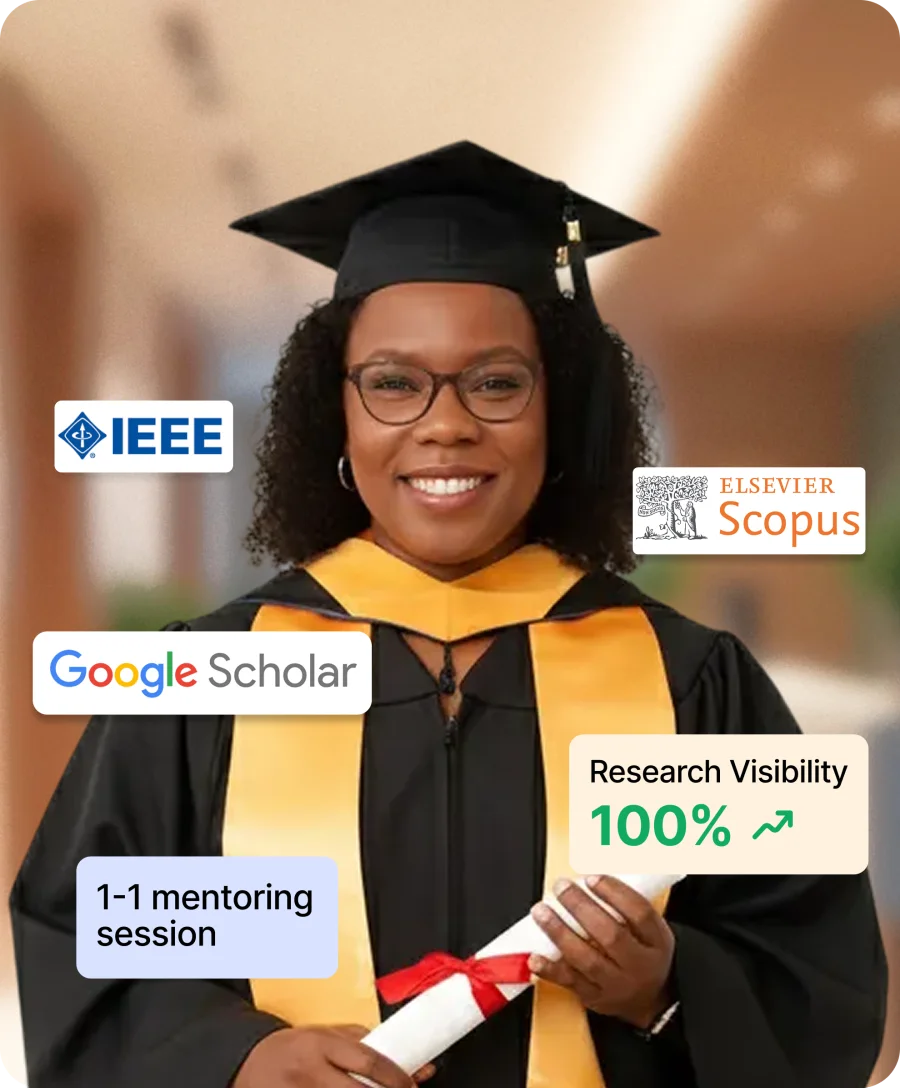 IEEE
ELSEVIER
Scopus
Google Scholar
Research Visibility
100%
1-1 mentoring
session